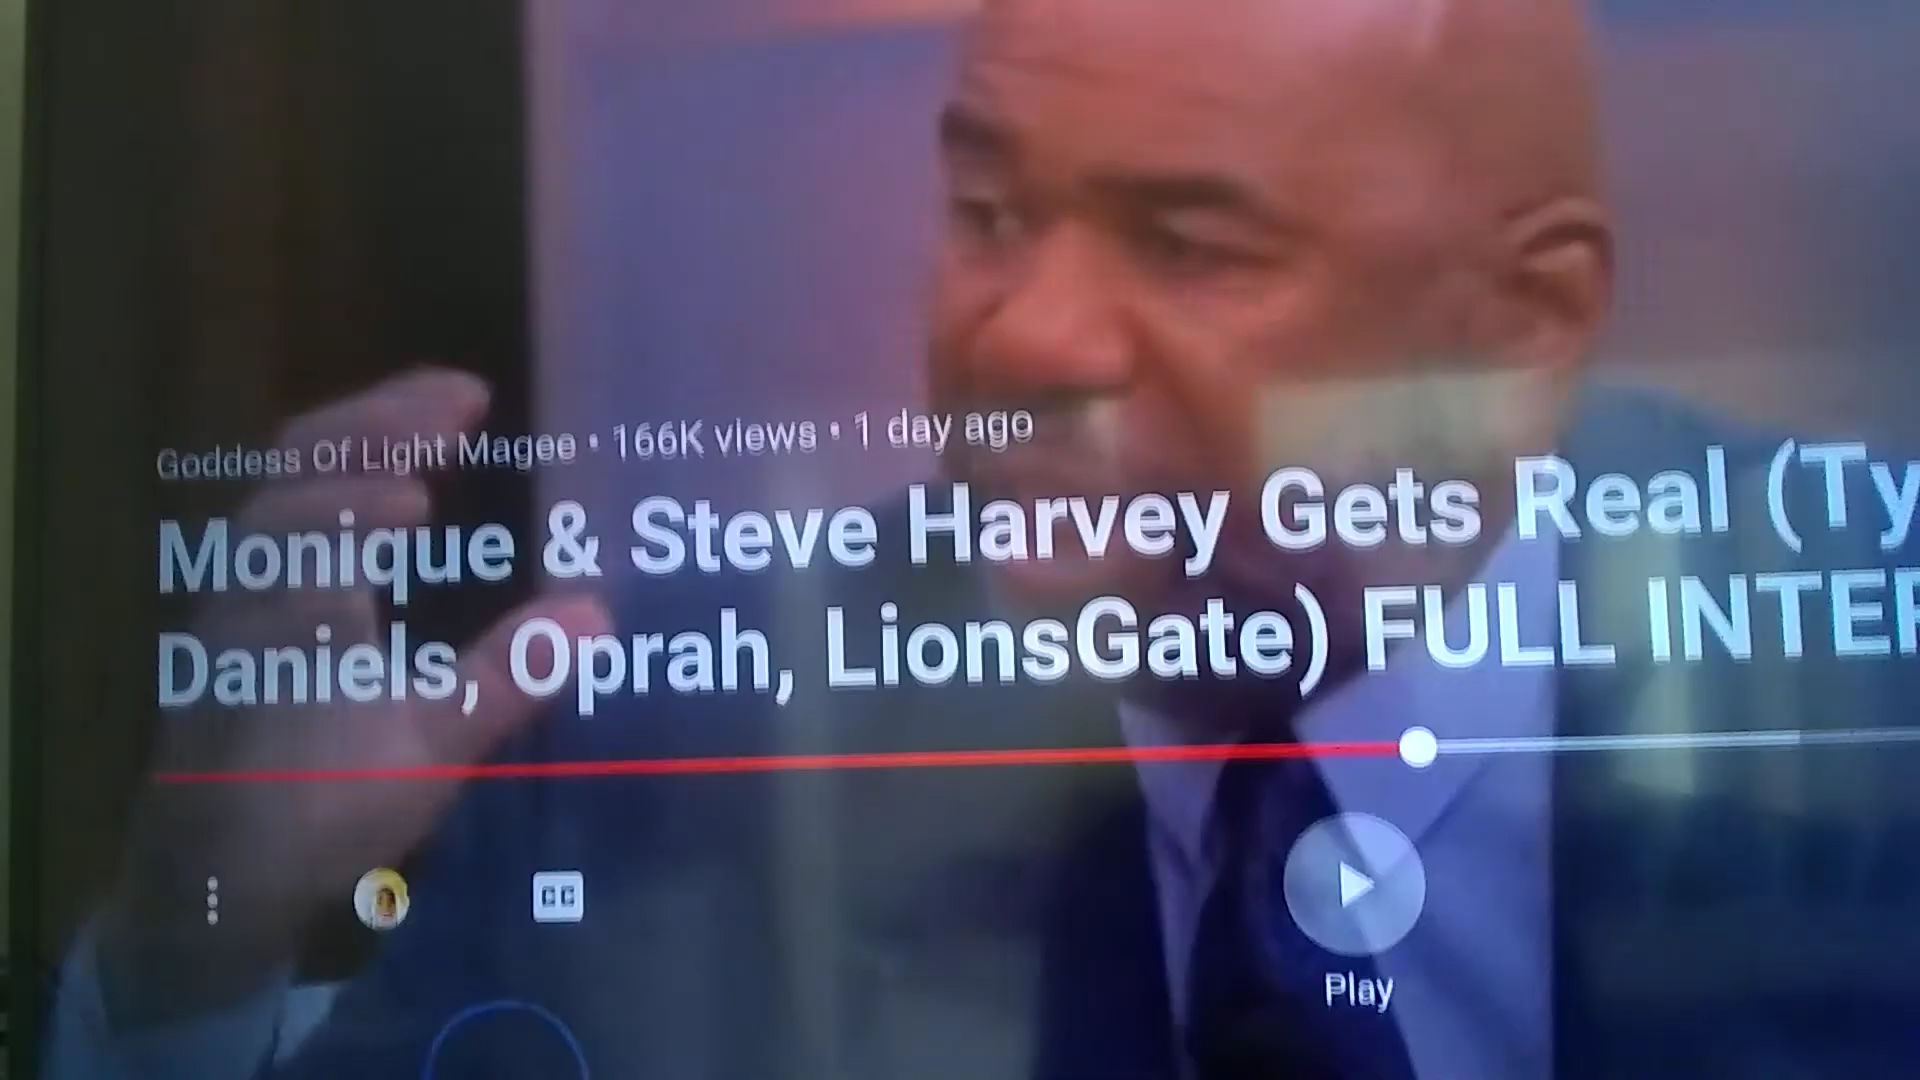 Goddess Of Light Magee • 166K views • 1 day ago
Monique & Steve Harvey Gets Real (Ty
Daniels, Oprah, LionsGate) FULL INTER
CC
Play